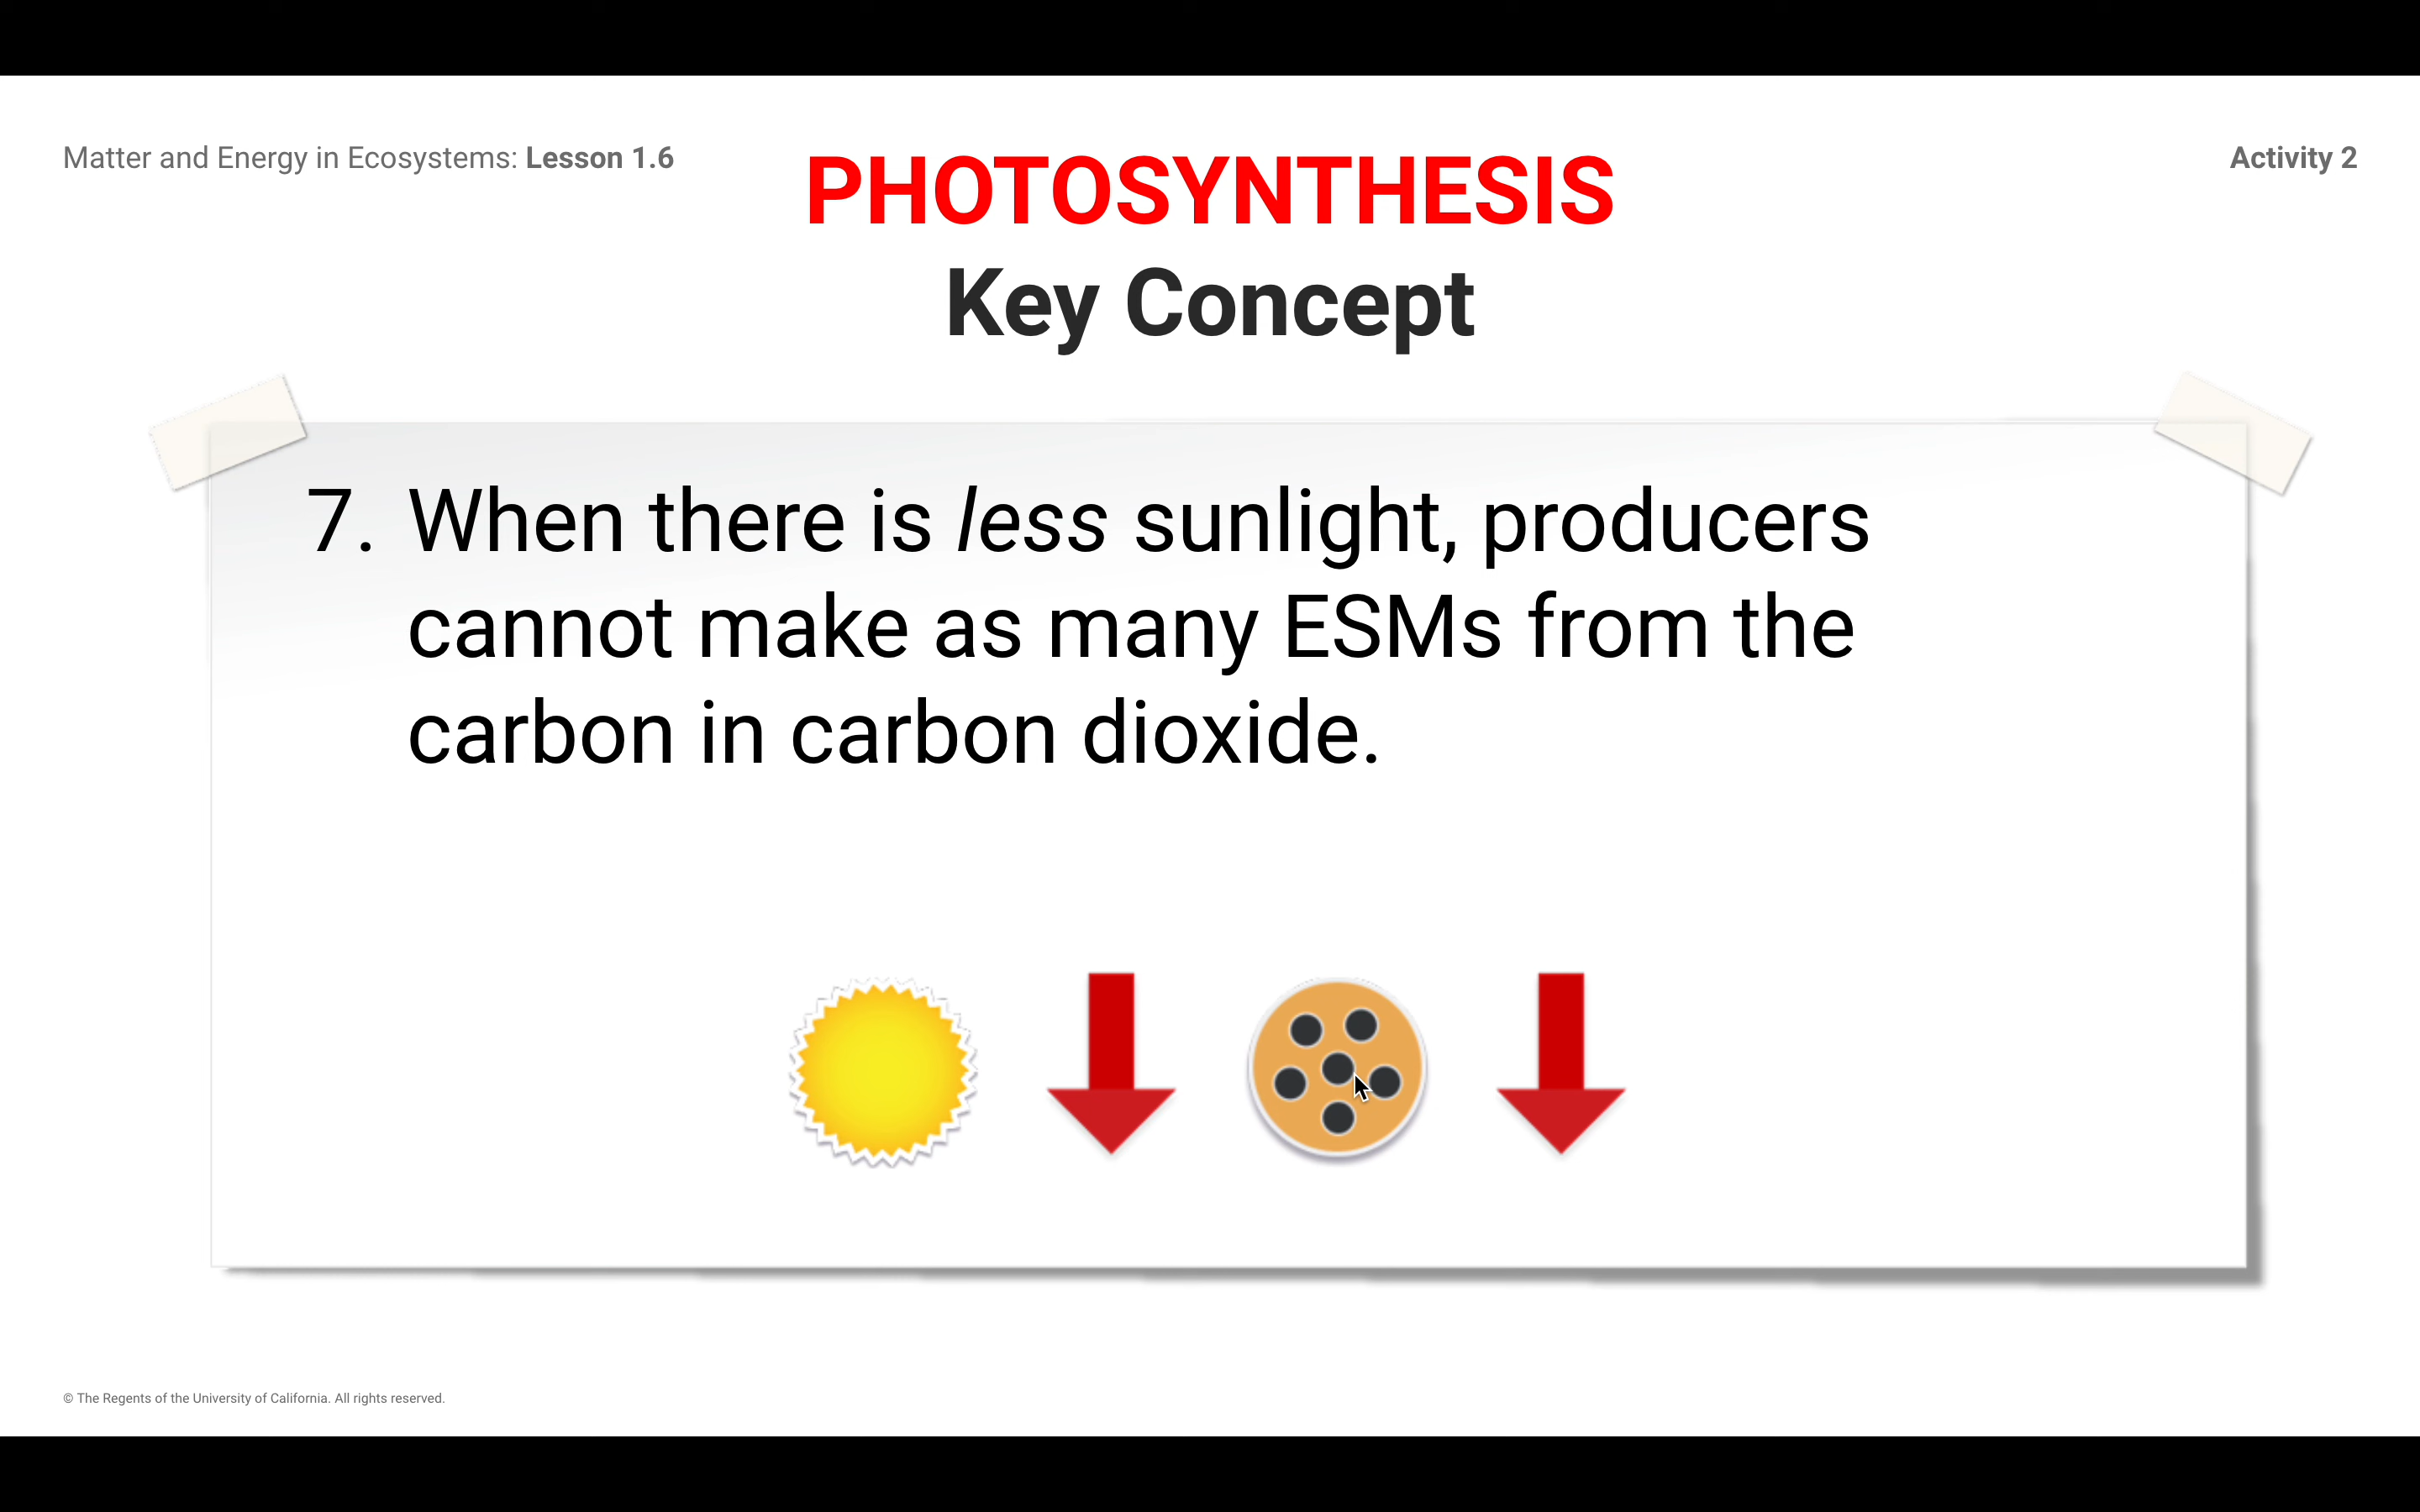 Matter and Energy in Ecosystems: Lesson 1.6
Activity 2
PHOTOSYNTHESIS
Key Concept
7. When there is less sunlight, producers
cannot make as many ESMs from the
carbon in carbon dioxide.
© The Regents of the University of California. All rights reserved.